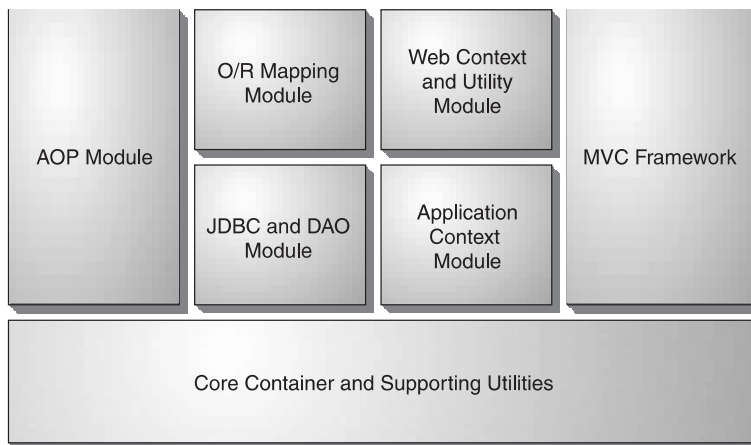 AOP Module
O/R Mapping
Module
Web Context
and Utility
Module
MVC Framework
JDBC and DAO
Module
Application
Context
Module
Core Container and Supporting Utilities